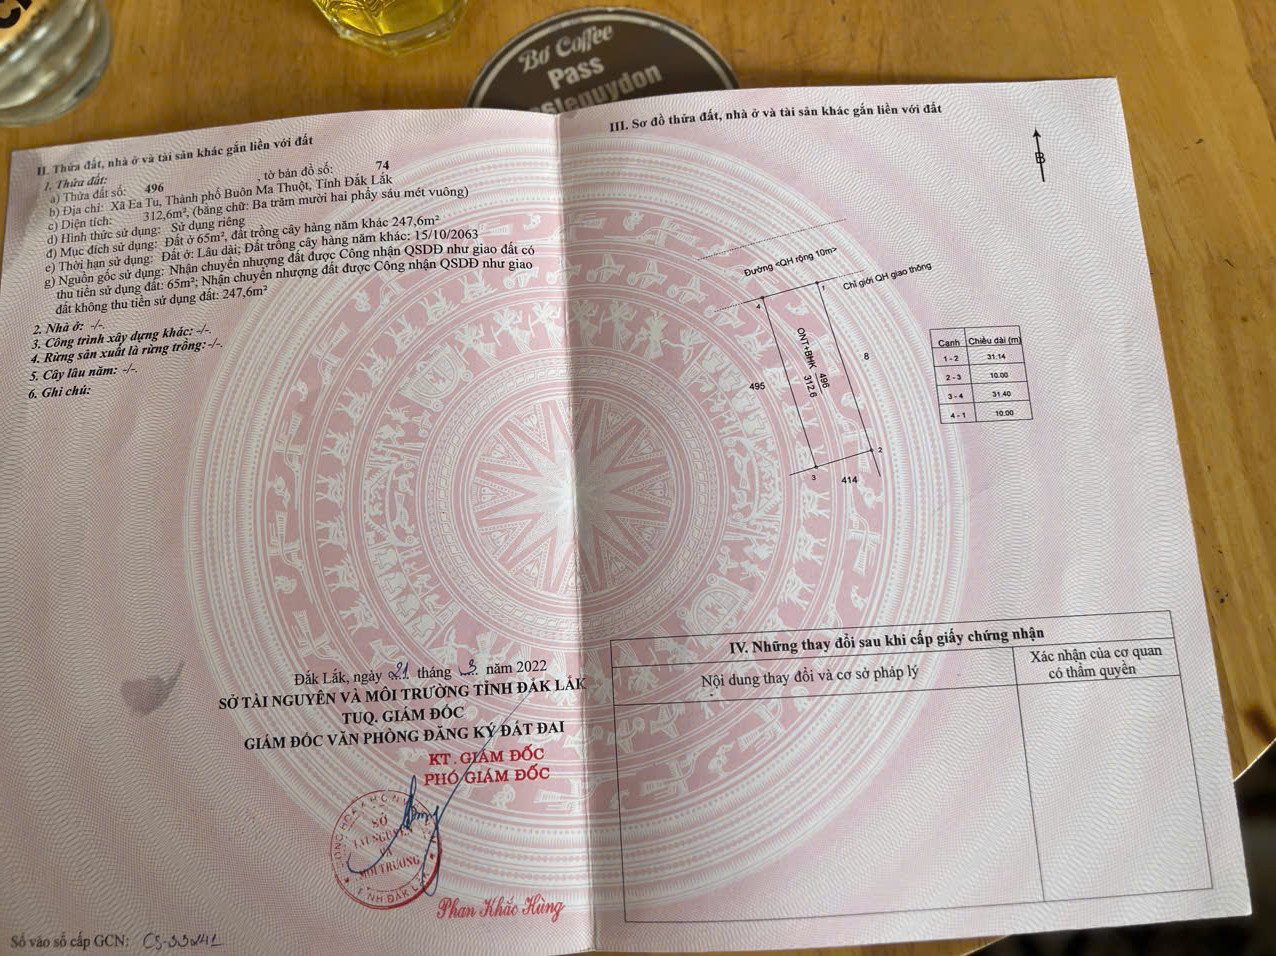 Bơ Coffee
Pass
II. Thửa đất, nhà ở và tài sản khác gắn liền với đất
1. Thửa đất:
a) Thửa đất số: 496 , tờ bản đồ số: 74
b) Địa chỉ: Xã Ea Tu, Thành phố Buôn Ma Thuột, Tỉnh Đắk Lắk
c) Diện tích: 312,6m², (bằng chữ: Ba trăm mười hai phẩy sáu mét vuông)
d) Hình thức sử dụng: Sử dụng riêng
đ) Mục đích sử dụng: Đất ở 65m², đất trồng cây hàng năm khác 247,6m²
e) Thời hạn sử dụng: Đất ở: Lâu dài; Đất trồng cây hàng năm khác: 15/10/2063
g) Nguồn gốc sử dụng: Nhận chuyển nhượng đất được Công nhận QSDĐ như giao đất có
thu tiền sử dụng đất: 65m²; Nhận chuyển nhượng đất được Công nhận QSDĐ như giao
đất không thu tiền sử dụng đất: 247,6m²
2. Nhà ở: -/-.
3. Công trình xây dựng khác: -/-.
4. Rừng sản xuất là rừng trồng: -/-.
5. Cây lâu năm: -/-.
6. Ghi chú:
Đắk Lắk, ngày 21 tháng 3 năm 2022
SỞ TÀI NGUYÊN VÀ MÔI TRƯỜNG TỈNH ĐẮK LẮK
TUQ. GIÁM ĐỐC
GIÁM ĐỐC VĂN PHÒNG ĐĂNG KÝ ĐẤT ĐAI
KT. GIÁM ĐỐC
PHÓ GIÁM ĐỐC
SỞ
TÀI NGUYÊN
VÀ
MÔI TRƯỜNG
TỈNH ĐẮK LẮK
Phan Khắc Hùng
Số vào sổ cấp GCN: CS-33241
III. Sơ đồ thửa đất, nhà ở và tài sản khác gắn liền với đất
B
Đường <QH rộng 10m>
Chỉ giới QH giao thông
4
1
8
495
ONT+BHK 496
312.6
2
3
414
Cạnh Chiều dài (m)
1 - 2 31.14
2 - 3 10.00
3 - 4 31.40
4 - 1 10.00
IV. Những thay đổi sau khi cấp giấy chứng nhận
Nội dung thay đổi và cơ sở pháp lý
Xác nhận của cơ quan
có thẩm quyền